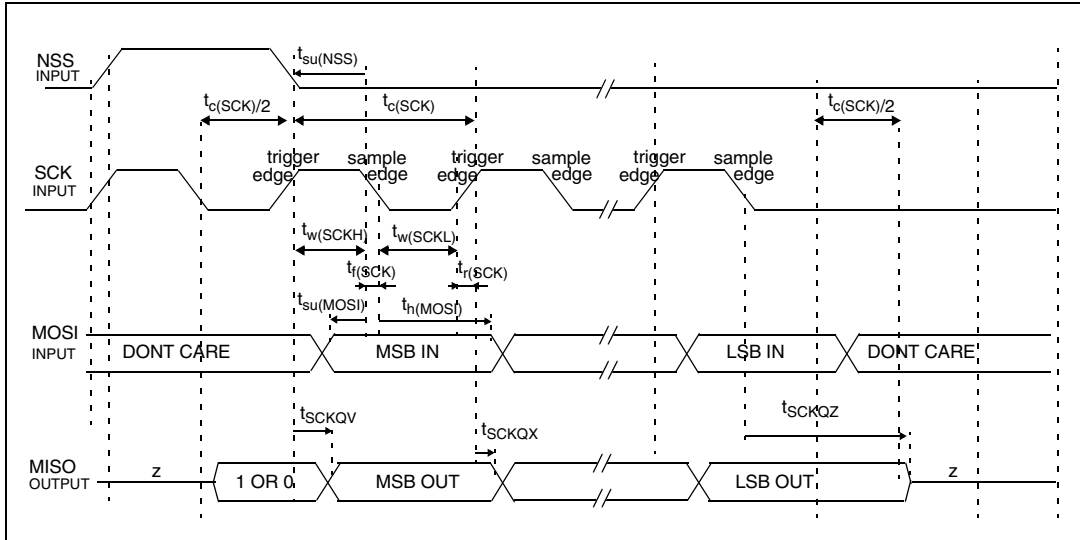 NSS
INPUT
tsu(NSS)
tc(SCK)/2
tc(SCK)
tc(SCK)/2
SCK
INPUT
trigger
edge
sample
edge
trigger
edge
sample
edge
trigger
edge
sample
edge
tw(SCKH)
tw(SCKL)
tf(SCK)
tr(SCK)
tsu(MOSI)
th(MOSI)
MOSI
INPUT
DONT CARE
MSB IN
LSB IN
DONT CARE
tSCKQV
tSCKQX
tSCKQZ
MISO
OUTPUT
z
1 OR 0
MSB OUT
LSB OUT
z